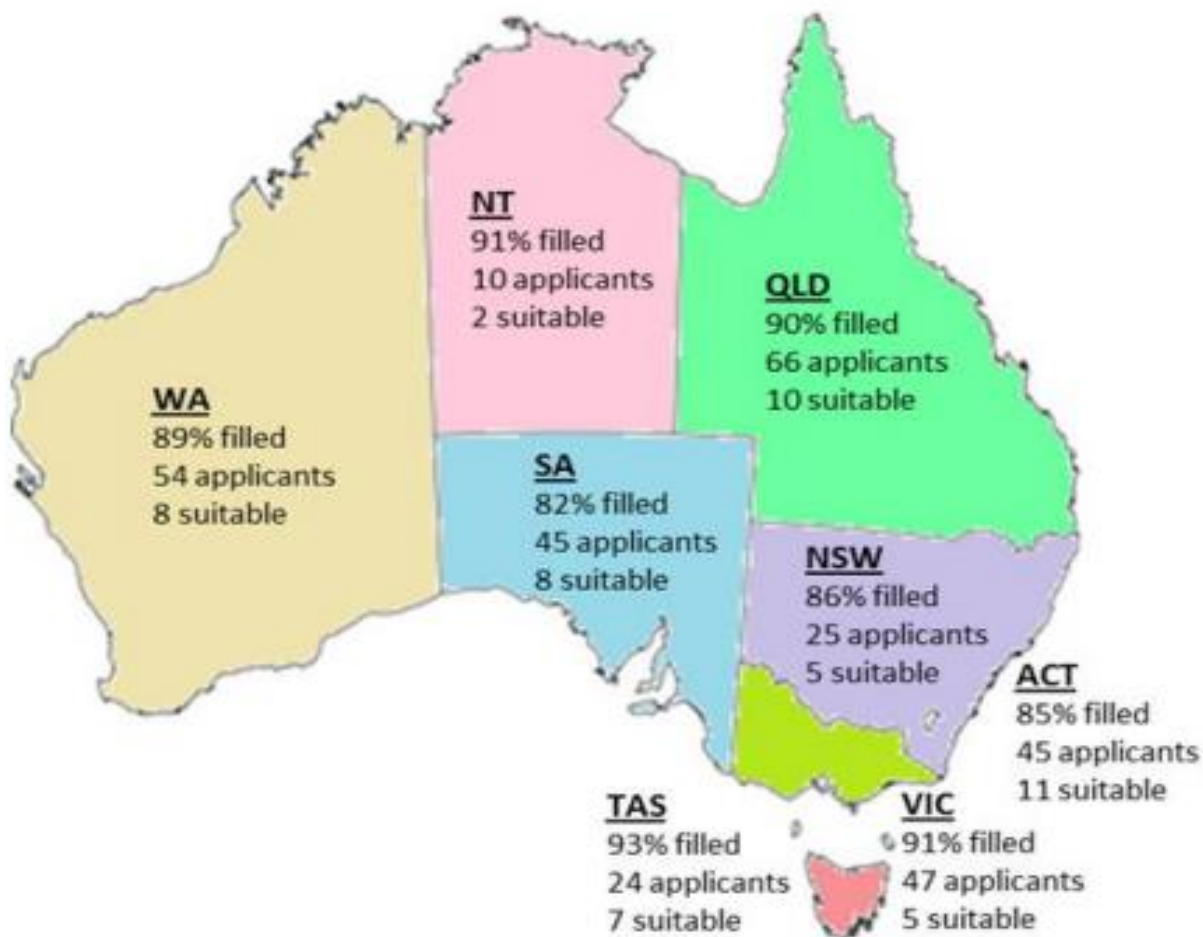 NT
91% filled
10 applicants
2 suitable
QLD
90% filled
66 applicants
10 suitable
WA
89% filled
54 applicants
8 suitable
SA
82% filled
45 applicants
8 suitable
NSW
86% filled
25 applicants
5 suitable
ACT
85% filled
45 applicants
11 suitable
TAS
93% filled
24 applicants
7 suitable
VIC
91% filled
47 applicants
5 suitable